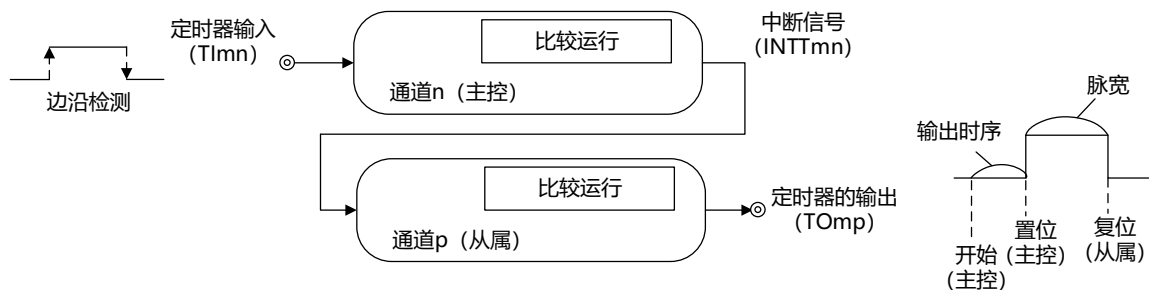 定时器输入
（TImn）
边沿检测
比较运行
通道n（主控）
中断信号
（INTTmn）
比较运行
通道p（从属）
定时器的输出
（TOmp）
脉宽
输出时序
开始
（主控）
置位
（主控）
复位
（从属）